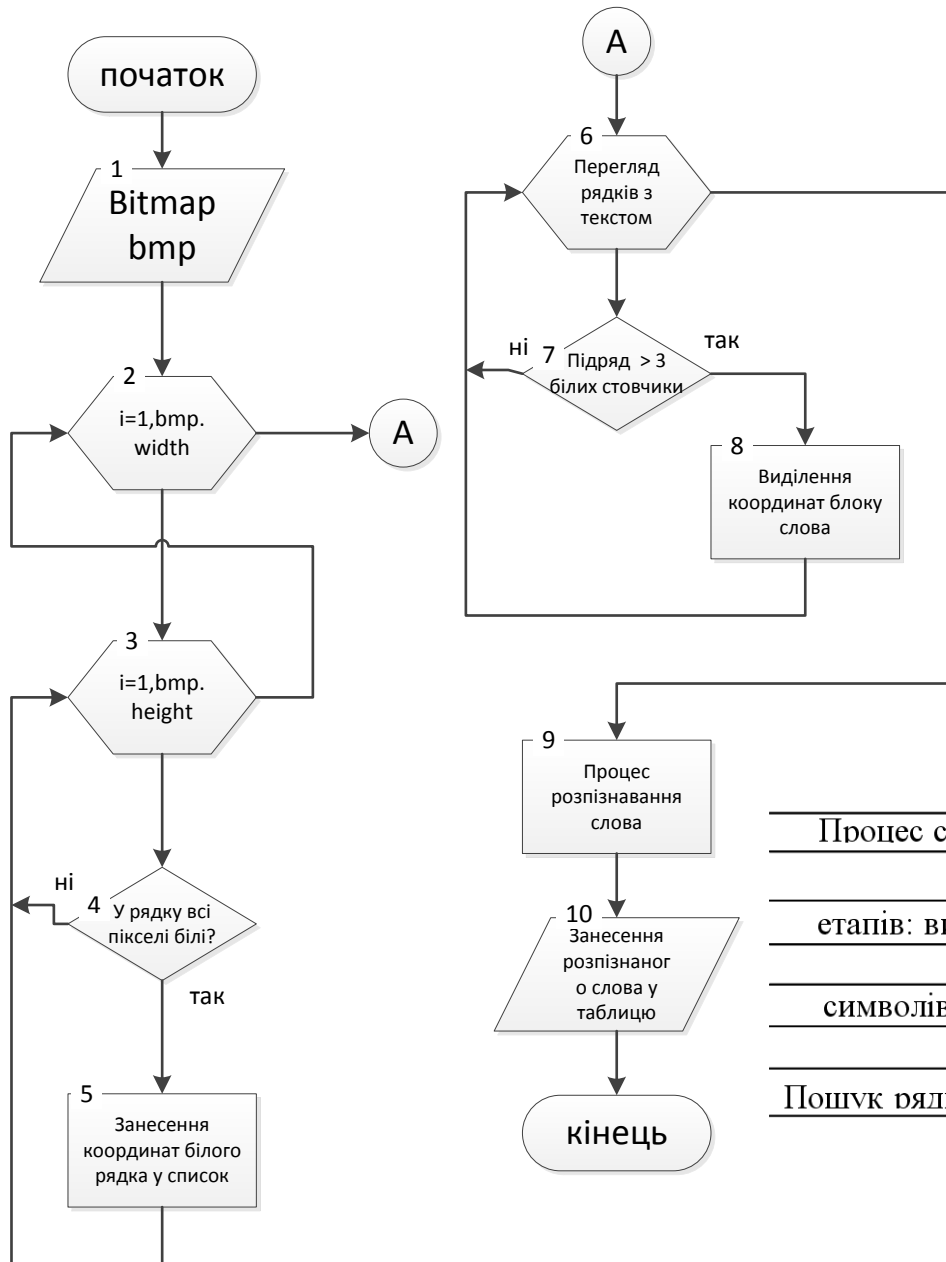 початок
1
Bitmap
bmp
2
i=1,bmp.
width
A
3
i=1,bmp.
height
ні
4
У рядку всі
пікселі білі?
так
5
Занесення
координат білого
рядка у список
A
6
Перегляд
рядків з
текстом
ні
7
Підряд > 3
білих стовчики
так
8
Виділення
координат блоку
слова
9
Процес
розпізнавання
слова
10
Занесення
розпізнаног
о слова у
таблицю
кінець
Процес
етапів:
символів
Пошук